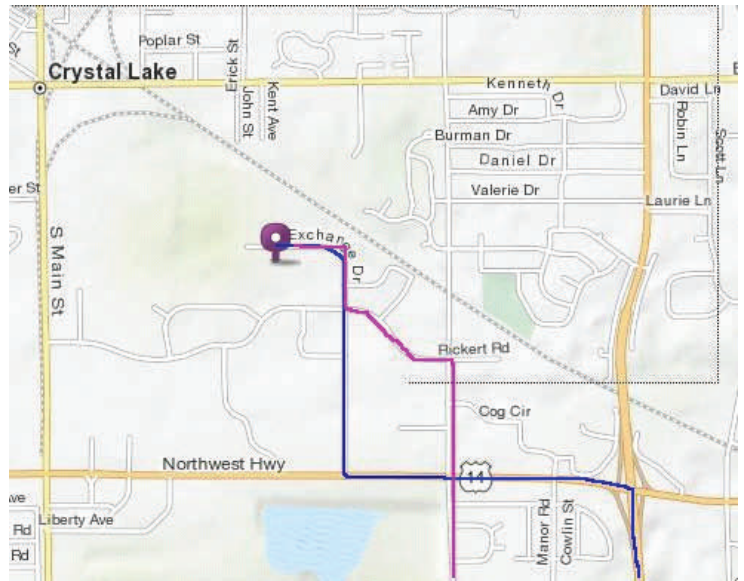 Poplar St
Crystal Lake
Erick St
John St
Kent Ave
Kenneth Dr
Amy Dr
Burman Dr
Daniel Dr
Valerie Dr
David Ln
Robin Ln
Scott Ln
Laurie Ln
er St
S Main St
Exchange Dr
Rickert Rd
Cog Cir
Northwest Hwy
14
Manor Rd
Cowlin St
ve
Liberty Ave
Rd
Rd